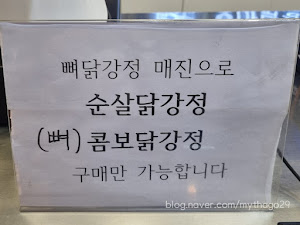 뼈닭강정 매진으로
순살닭강정
(뼈) 콤보닭강정
구매만 가능합니다
blog.naver.com/mythoga29